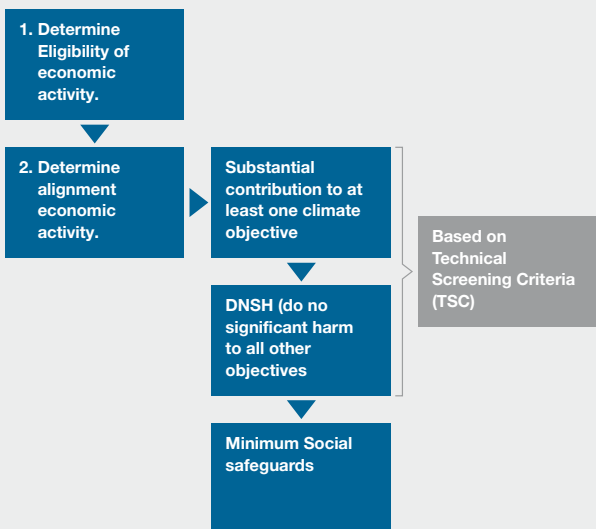 1. Determine
Eligibility of
economic
activity.
2. Determine
alignment
economic
activity.
Substantial
contribution to at
least one climate
objective
DNSH (do no
significant harm
to all other
objectives
Minimum Social
safeguards
Based on
Technical
Screening Criteria
(TSC)